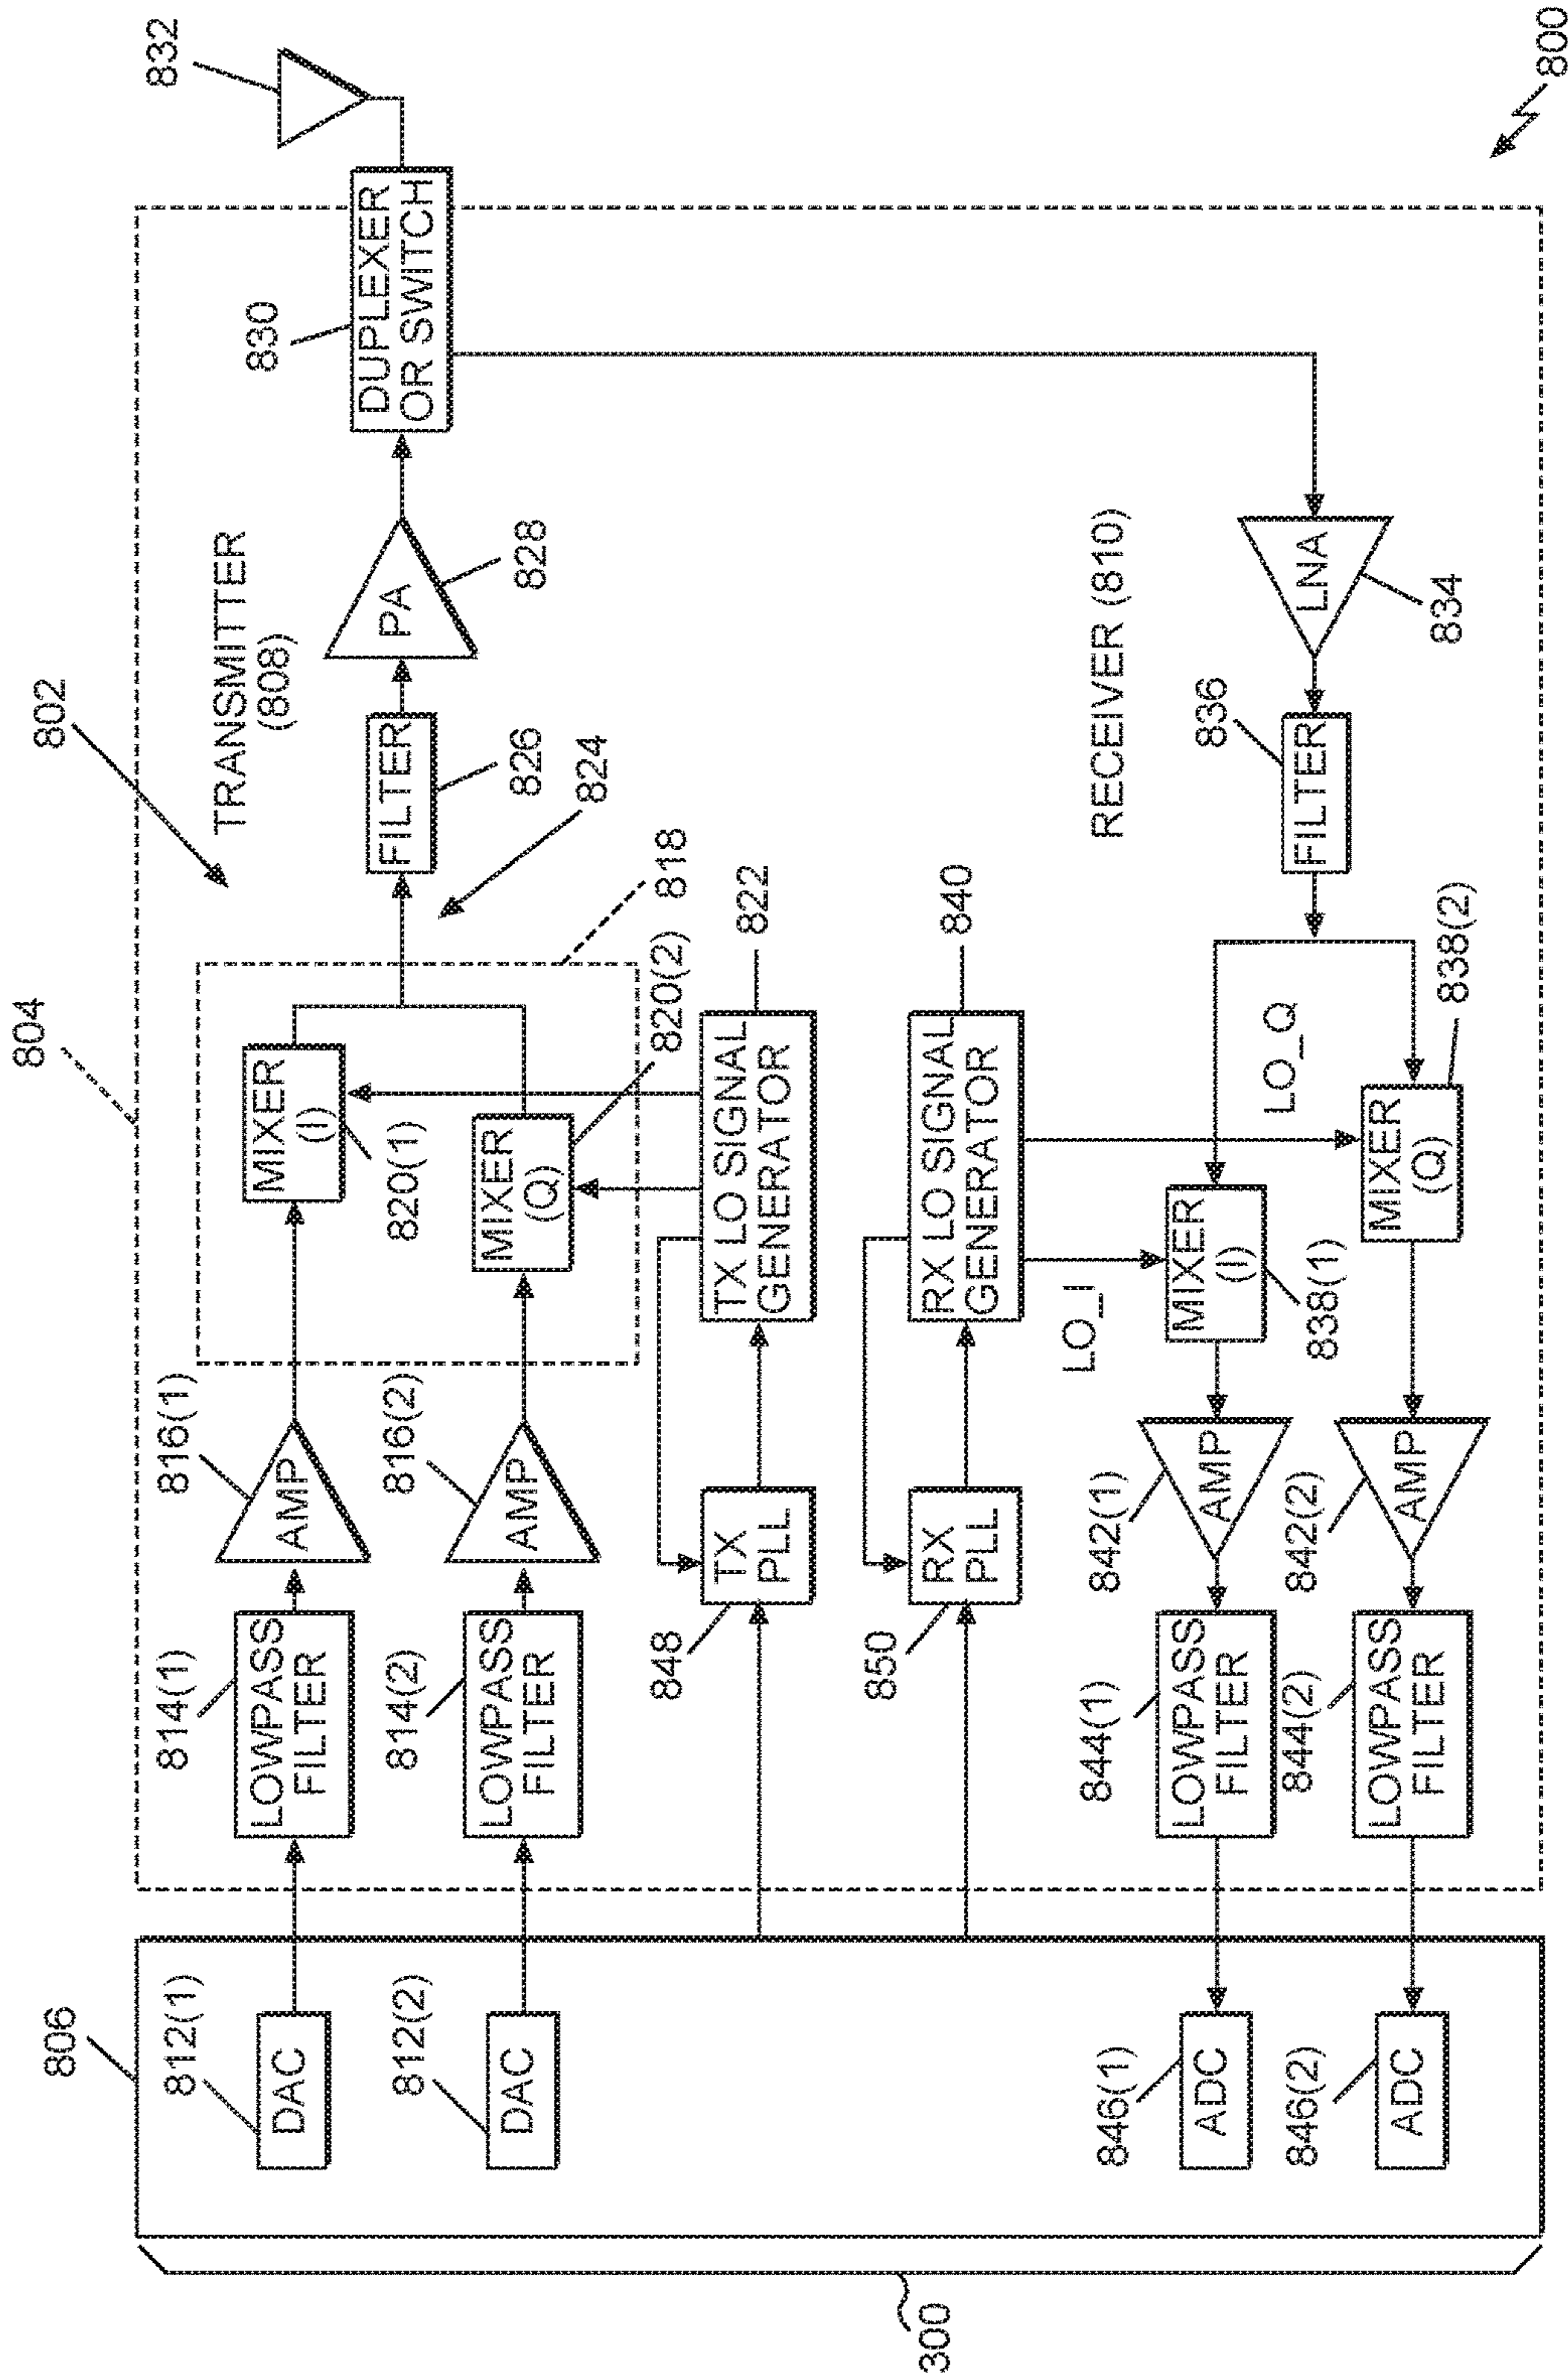 804
802
806
812(1)
DAC
814(1)
LOWPASS
FILTER
816(1)
AMP
MIXER
(I)
820(1)
TRANSMITTER
(808)
FILTER
826
824
PA
828
830
DUPLEXER
OR SWITCH
832
812(2)
DAC
814(2)
LOWPASS
FILTER
816(2)
AMP
MIXER
(Q)
820(2)
818
848
TX
PLL
TX LO SIGNAL
GENERATOR
822
850
RX
PLL
RX LO SIGNAL
GENERATOR
840
LO_I
LO_Q
RECEIVER (810)
846(1)
ADC
844(1)
LOWPASS
FILTER
842(1)
AMP
MIXER
(I)
838(1)
836
FILTER
LNA
834
846(2)
ADC
844(2)
LOWPASS
FILTER
842(2)
AMP
MIXER
(Q)
838(2)
300
800